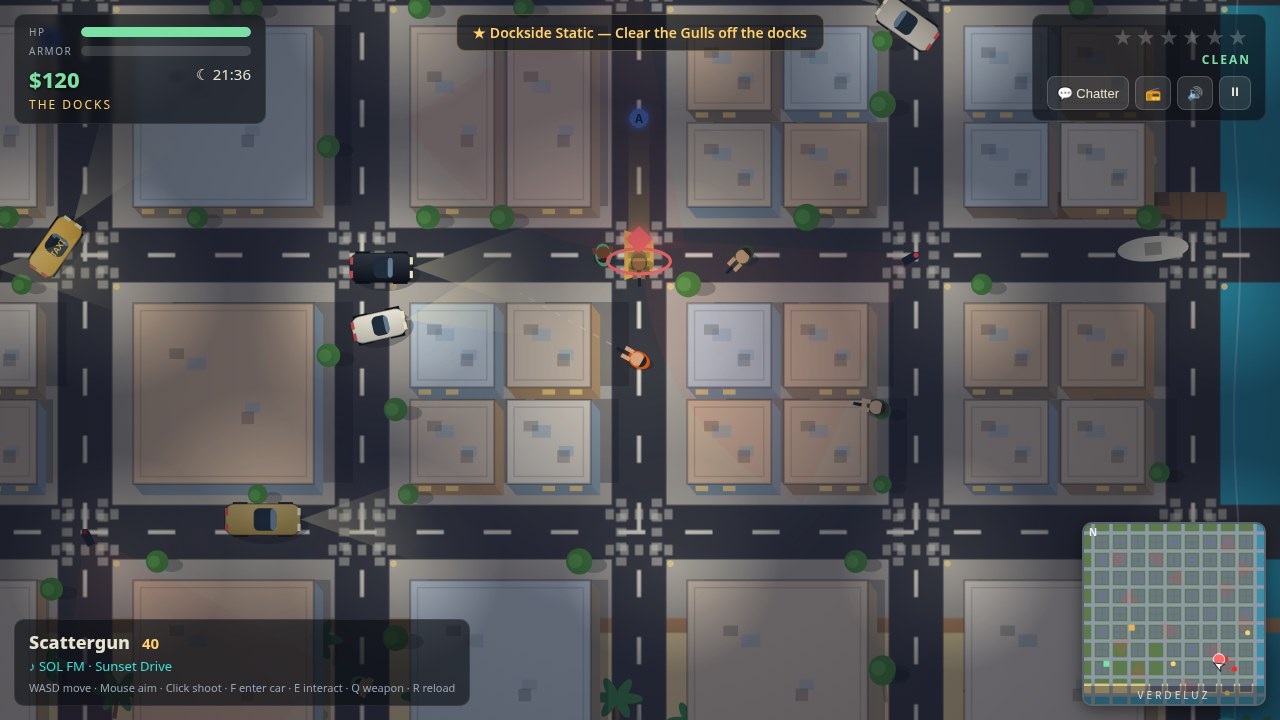 HP
ARMOR
$120
☾ 21:36
THE DOCKS
★ Dockside Static — Clear the Gulls off the docks
★ ★ ★ ★ ★ ★
CLEAN
💬 Chatter
A
TAXI
Scattergun 40
♪ SOL FM · Sunset Drive
WASD move · Mouse aim · Click shoot · F enter car · E interact · Q weapon · R reload
N
VERDELUZ